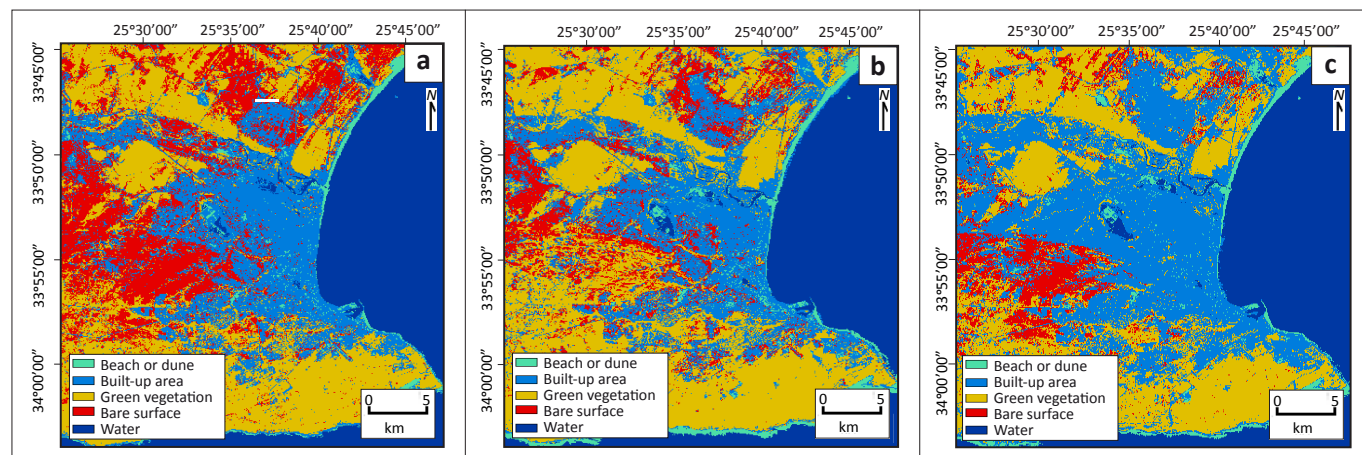 25°30’00” 25°35’00” 25°40’00” 25°45’00”
33°45’00”
33°50’00”
33°55’00”
34°00’00”
a
N
Beach or dune
Built-up area
Green vegetation
Bare surface
Water
0 5
km
25°30’00” 25°35’00” 25°40’00” 25°45’00”
33°45’00”
33°50’00”
33°55’00”
34°00’00”
b
N
Beach or dune
Built-up area
Green vegetation
Bare surface
Water
0 5
km
25°30’00” 25°35’00” 25°40’00” 25°45’00”
33°45’00”
33°50’00”
33°55’00”
34°00’00”
c
N
Beach or dune
Built-up area
Green vegetation
Bare surface
Water
0 5
km